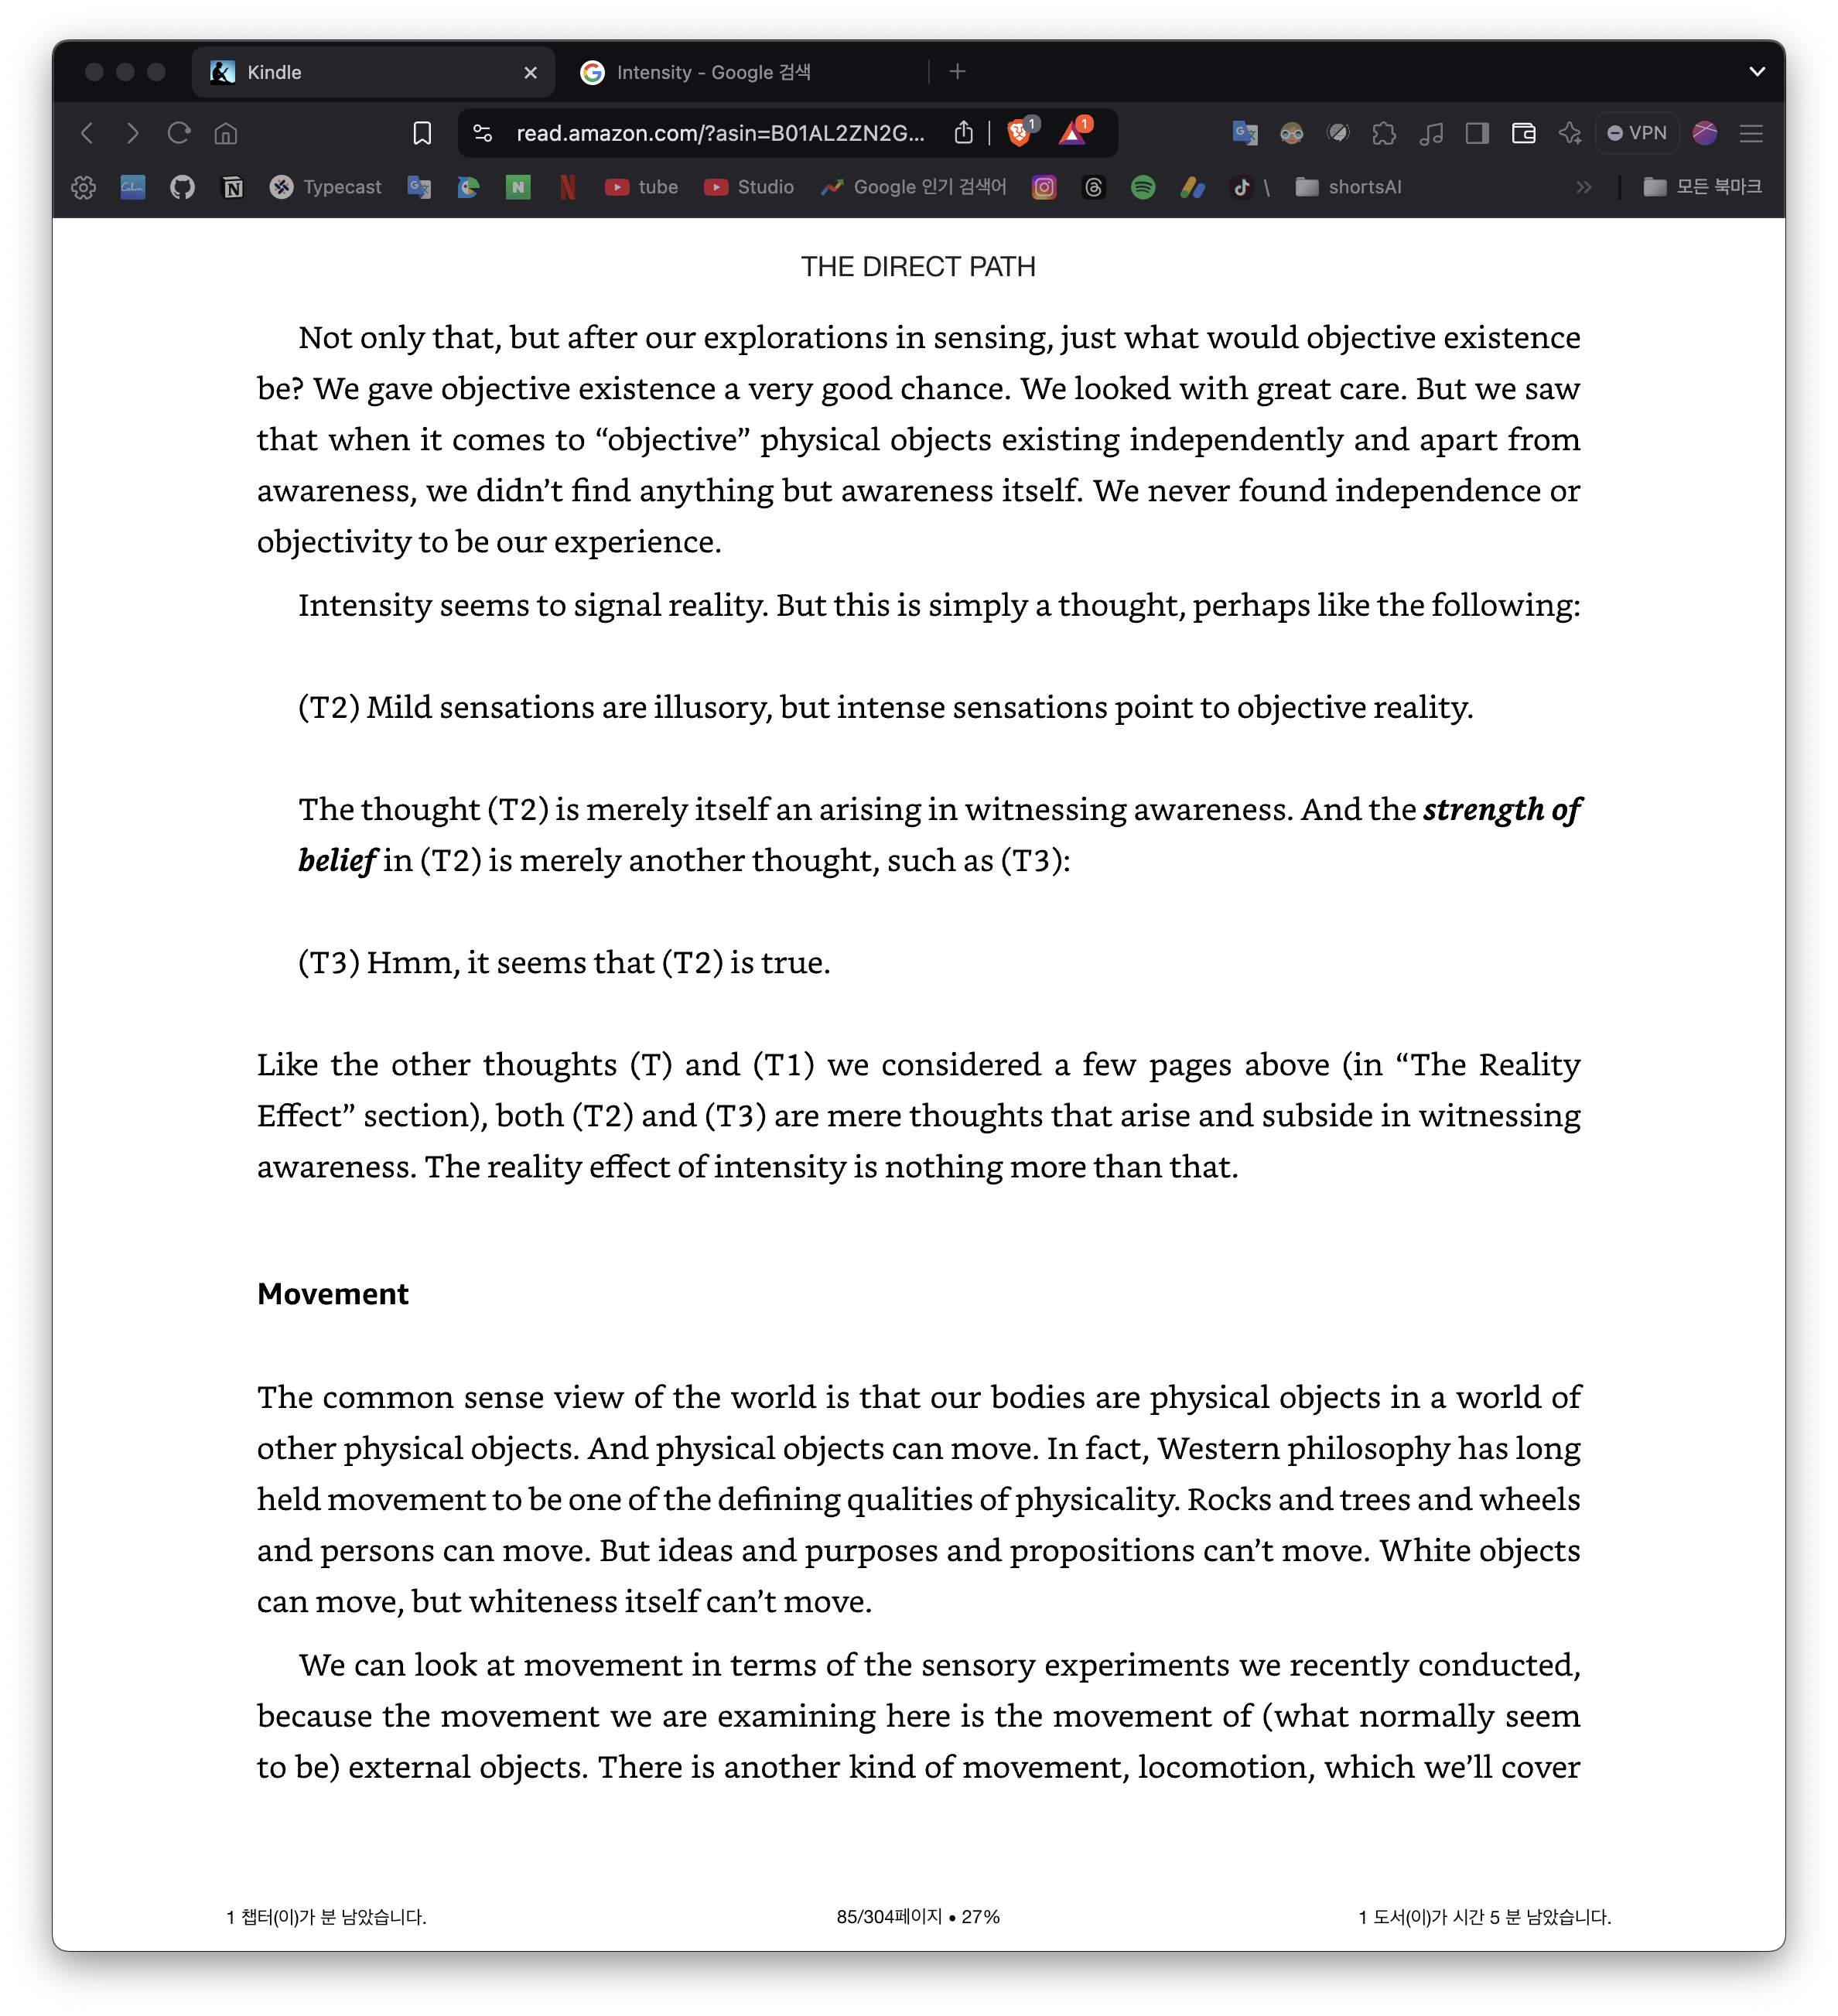 Kindle
Intensity - Google 검색
read.amazon.com/?asin=B01AL2ZN2G...
1
1
VPN
Calm
Typecast
N
N
tube
Studio
Google 인기 검색어
\
shortsAI
모든 북마크
THE DIRECT PATH
Not only that, but after our explorations in sensing, just what would objective existence
be? We gave objective existence a very good chance. We looked with great care. But we saw
that when it comes to “objective” physical objects existing independently and apart from
awareness, we didn’t find anything but awareness itself. We never found independence or
objectivity to be our experience.
Intensity seems to signal reality. But this is simply a thought, perhaps like the following:
(T2) Mild sensations are illusory, but intense sensations point to objective reality.
The thought (T2) is merely itself an arising in witnessing awareness. And the strength of
belief in (T2) is merely another thought, such as (T3):
(T3) Hmm, it seems that (T2) is true.
Like the other thoughts (T) and (T1) we considered a few pages above (in “The Reality
Effect” section), both (T2) and (T3) are mere thoughts that arise and subside in witnessing
awareness. The reality effect of intensity is nothing more than that.
Movement
The common sense view of the world is that our bodies are physical objects in a world of
other physical objects. And physical objects can move. In fact, Western philosophy has long
held movement to be one of the defining qualities of physicality. Rocks and trees and wheels
and persons can move. But ideas and purposes and propositions can’t move. White objects
can move, but whiteness itself can’t move.
We can look at movement in terms of the sensory experiments we recently conducted,
because the movement we are examining here is the movement of (what normally seem
to be) external objects. There is another kind of movement, locomotion, which we’ll cover
1 챕터(이)가 분 남았습니다.
85/304페이지 • 27%
1 도서(이)가 시간 5 분 남았습니다.